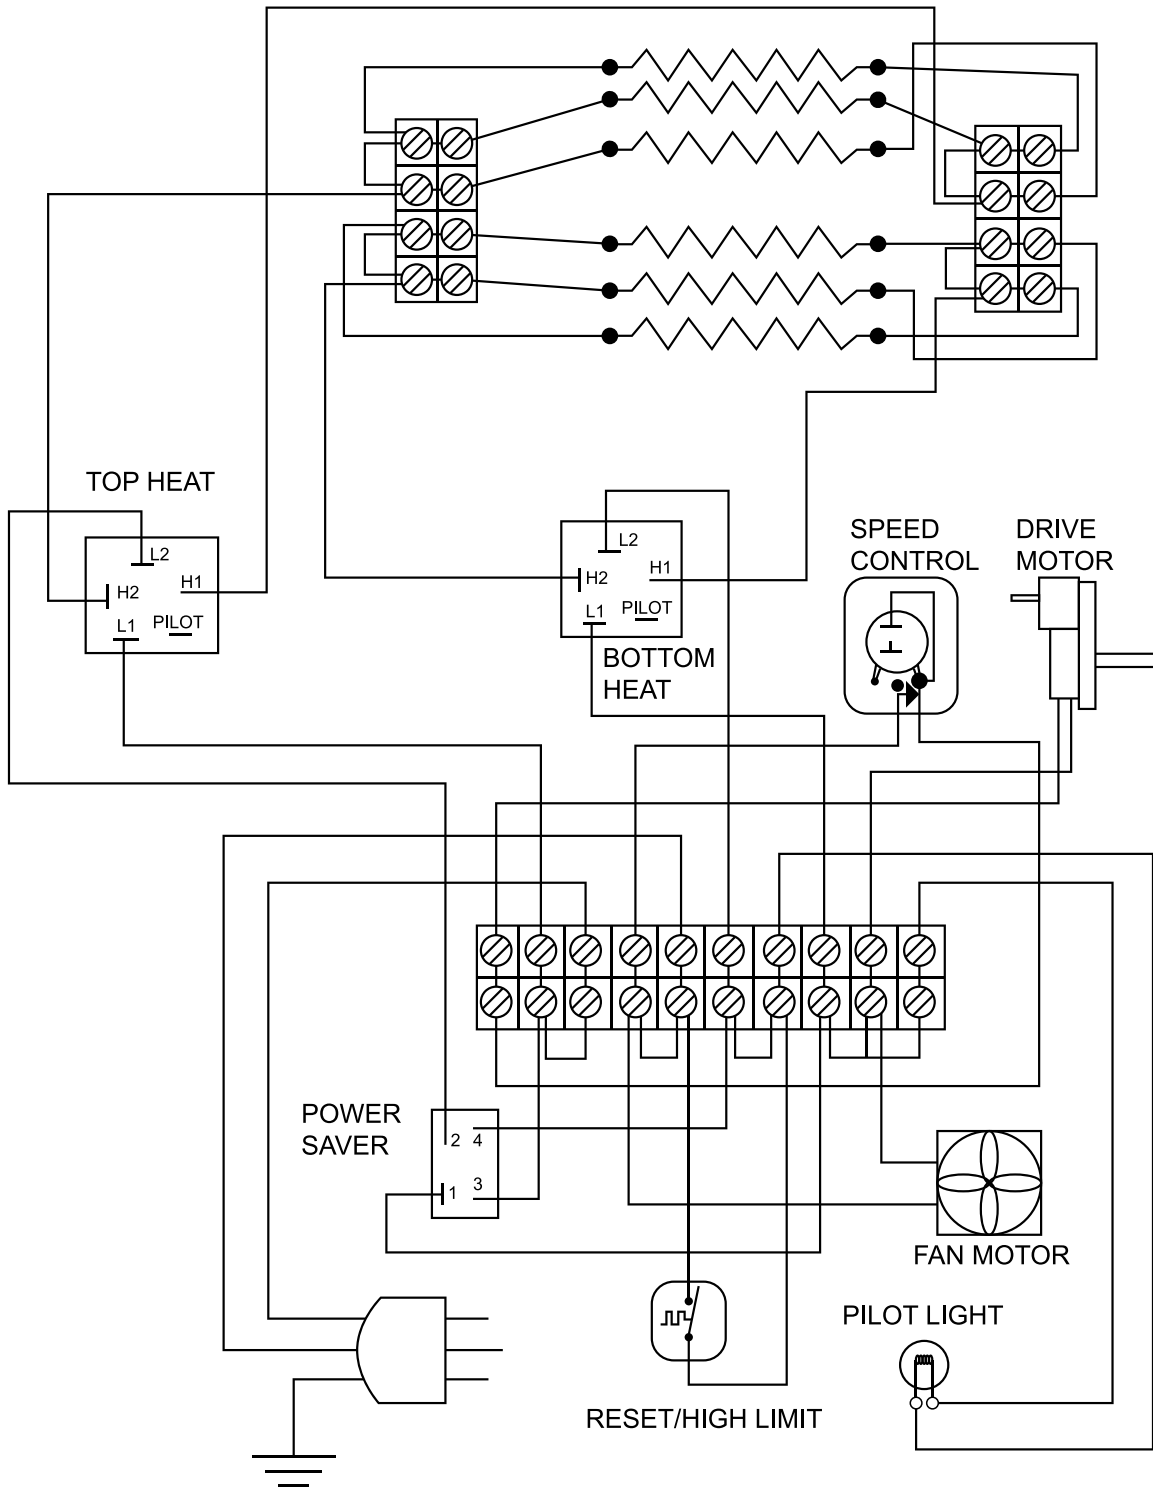 TOP HEAT
L2
H2
H1
L1
PILOT
L2
H2
H1
L1
PILOT
BOTTOM
HEAT
SPEED
CONTROL
DRIVE
MOTOR
POWER
SAVER
2 4
1 3
FAN MOTOR
PILOT LIGHT
RESET/HIGH LIMIT